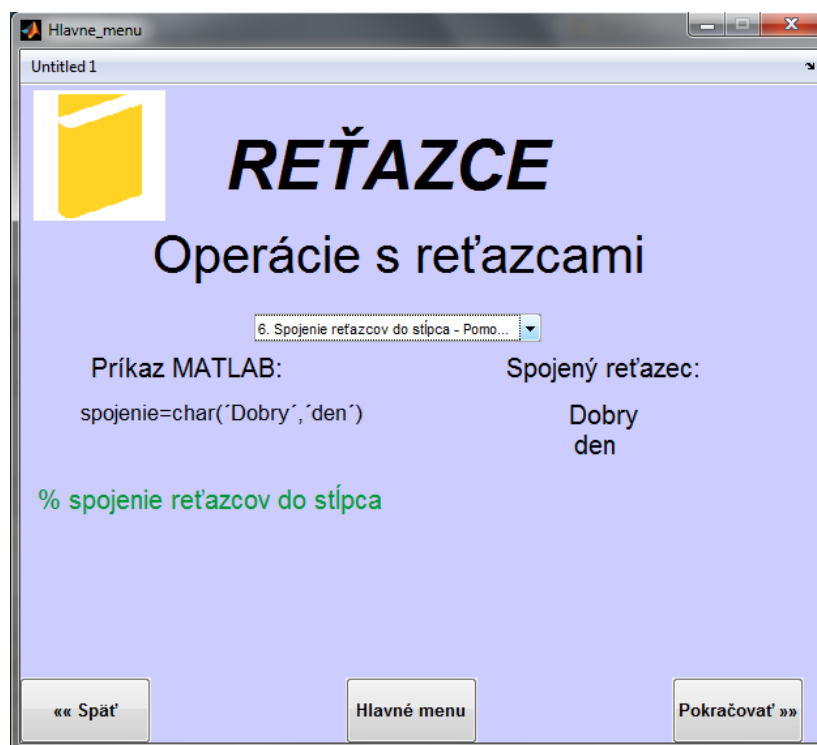 Hlavne_menu
Untitled 1
REŤAZCE
Operácie s reťazcami
6. Spojenie reťazcov do stĺpca - Pomo...
Príkaz MATLAB:
Spojený reťazec:
spojenie=char(´Dobry´,´den´)
Dobry
den
% spojenie reťazcov do stĺpca
«« Späť
Hlavné menu
Pokračovať »»